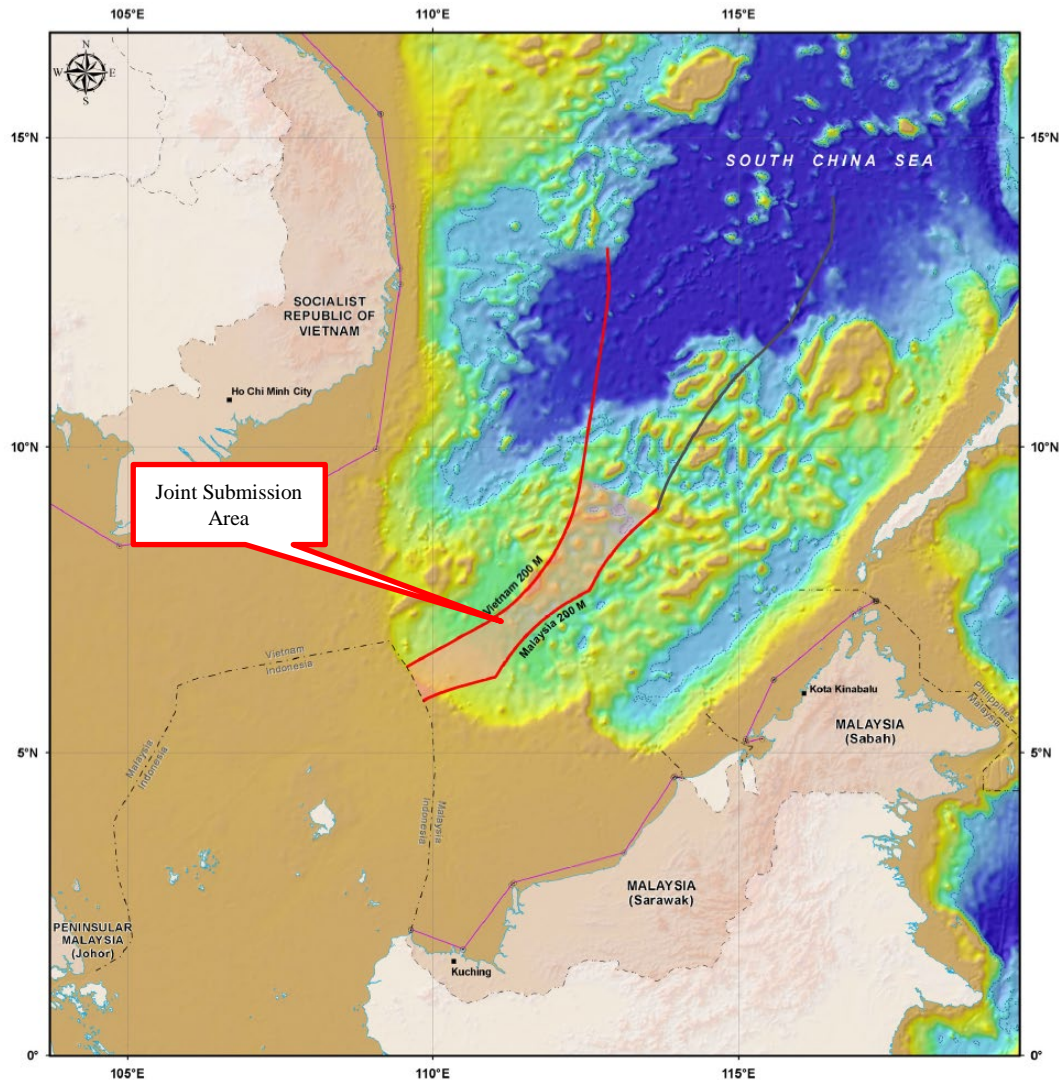 105°E 110°E 115°E
N
W E
S
15°N 15°N
SOUTH CHINA SEA
SOCIALIST
REPUBLIC OF
VIETNAM
Ho Chi Minh City
10°N 10°N
Joint Submission
Area
Vietnam 200 M
Malaysia 200 M
Vietnam
Indonesia
Kota Kinabalu
Philippines
Malaysia
MALAYSIA
(Sabah)
5°N 5°N
Malaysia
Indonesia
Malaysia
Indonesia
MALAYSIA
(Sarawak)
PENINSULAR
MALAYSIA
(Johor)
Kuching
0° 0°
105°E 110°E 115°E